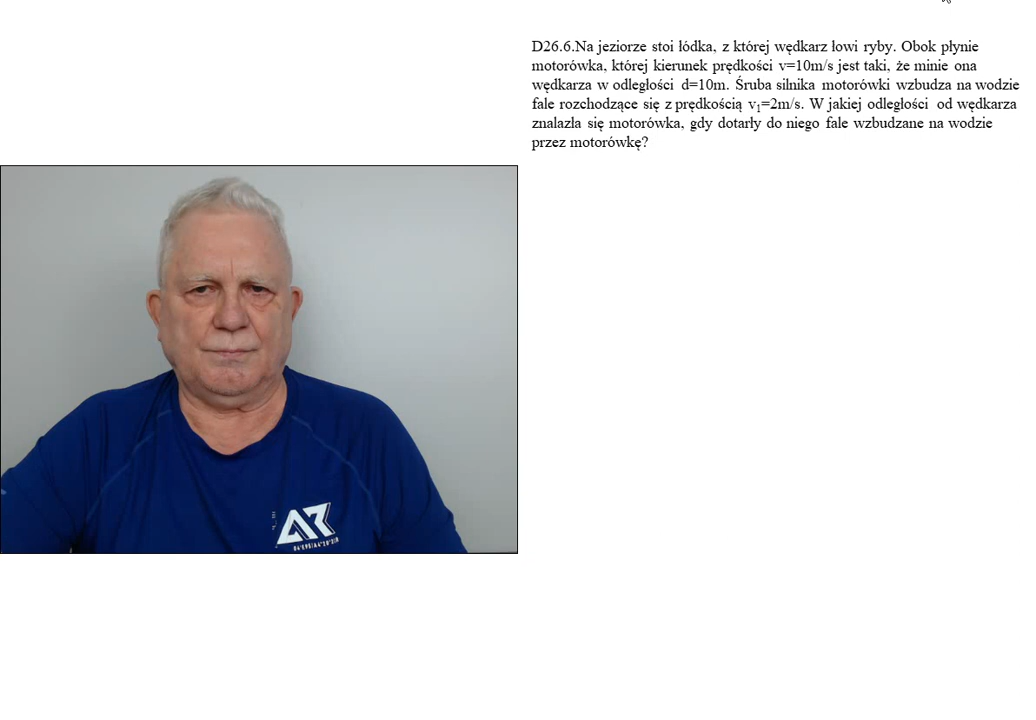 D26.6.Na jeziorze stoi łódka, z której wędkarz łowi ryby. Obok płynie
motorówka, której kierunek prędkości v=10m/s jest taki, że minie ona
wędkarza w odległości d=10m. Śruba silnika motorówki wzbudza na wodzie
fale rozchodzące się z prędkością v₁=2m/s. W jakiej odległości od wędkarza
znalazła się motorówka, gdy dotarły do niego fale wzbudzane na wodzie
przez motorówkę?